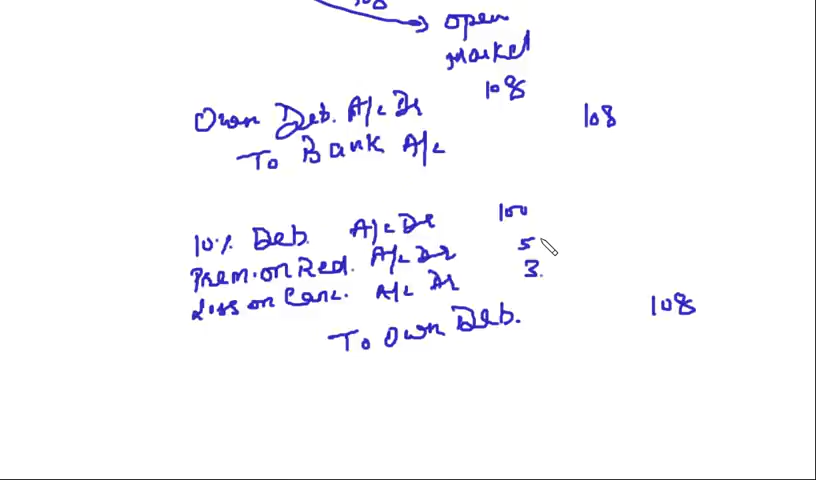 108
open
market
Own Deb. A/c Dr 108
To Bank A/c 108
10% Deb. A/c Dr 100
Prem. on Red. A/c Dr 5
Loss on Canc. A/c Dr 3.
To Own Deb. 108